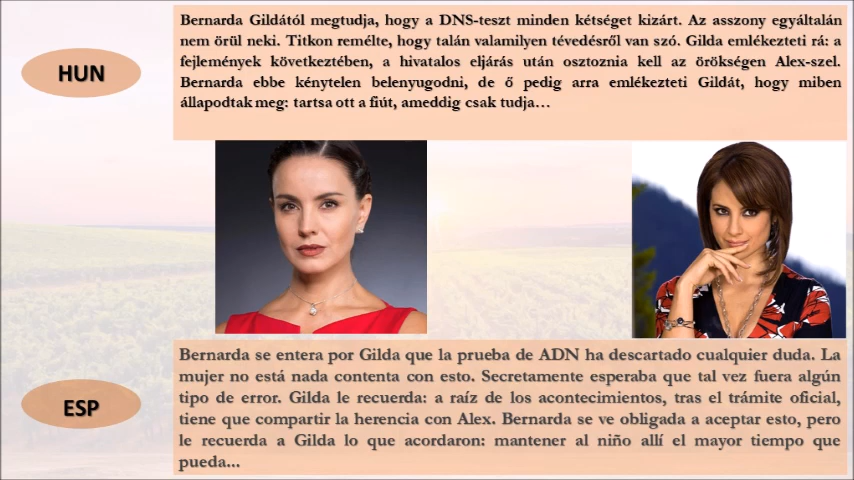 HUN
Bernarda Gildától megtudja, hogy a DNS-teszt minden kétséget kizárt. Az asszony egyáltalán
nem örül neki. Titkon remélte, hogy talán valamilyen tévedésről van szó. Gilda emlékezteti rá: a
fejlemények következtében, a hivatalos eljárás után osztoznia kell az örökségen Alex-szel.
Bernarda ebbe kénytelen belenyugodni, de ő pedig arra emlékezteti Gildát, hogy miben
állapodtak meg: tartsa ott a fiút, ameddig csak tudja…
ESP
Bernarda se entera por Gilda que la prueba de ADN ha descartado cualquier duda. La
mujer no está nada contenta con esto. Secretamente esperaba que tal vez fuera algún
tipo de error. Gilda le recuerda: a raíz de los acontecimientos, tras el trámite oficial,
tiene que compartir la herencia con Alex. Bernarda se ve obligada a aceptar esto, pero
le recuerda a Gilda lo que acordaron: mantener al niño allí el mayor tiempo que
pueda...